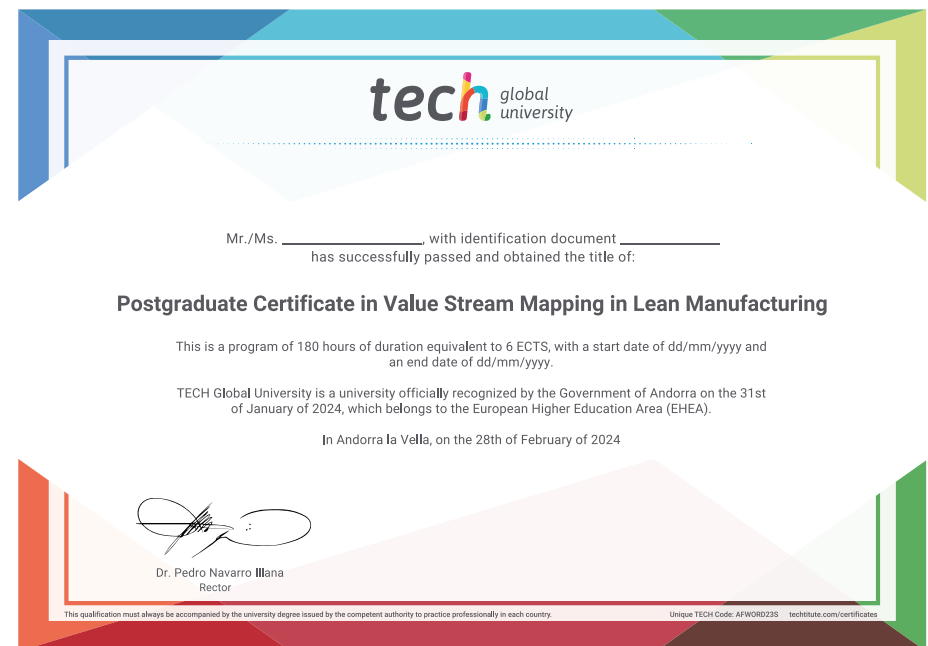 tech global
university
Mr./Ms. ____________, with identification document ____________
has successfully passed and obtained the title of:
Postgraduate Certificate in Value Stream Mapping in Lean Manufacturing
This is a program of 180 hours of duration equivalent to 6 ECTS, with a start date of dd/mm/yyyy and
an end date of dd/mm/yyyy.
TECH Global University is a university officially recognized by the Government of Andorra on the 31st
of January of 2024, which belongs to the European Higher Education Area (EHEA).
In Andorra la Vella, on the 28th of February of 2024
Dr. Pedro Navarro Illana
Rector
This qualification must always be accompanied by the university degree issued by the competent authority to practice professionally in each country. Unique TECH Code: AFWORD23S techtitute.com/certificates